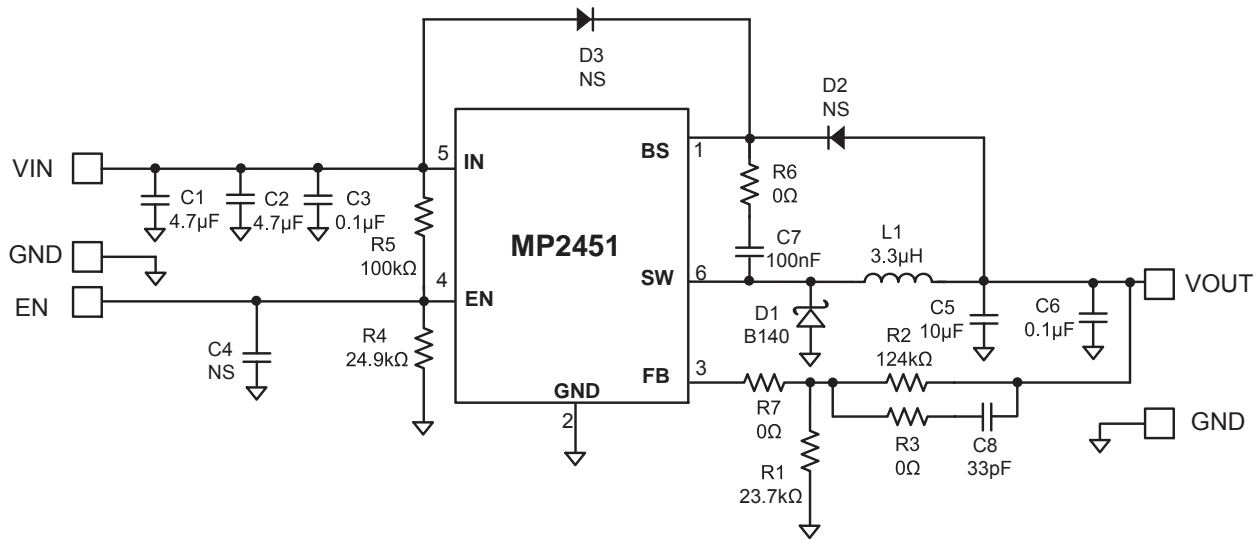 D3
NS
D2
NS
VIN
5
IN
BS
1
C1
4.7µF
C2
4.7µF
C3
0.1µF
R5
100kΩ
R6
0Ω
MP2451
C7
100nF
L1
3.3µH
GND
EN
4
EN
SW
6
VOUT
C4
NS
R4
24.9kΩ
D1
B140
C5
10µF
C6
0.1µF
R2
124kΩ
FB
3
GND
2
R7
0Ω
R3
0Ω
C8
33pF
GND
R1
23.7kΩ